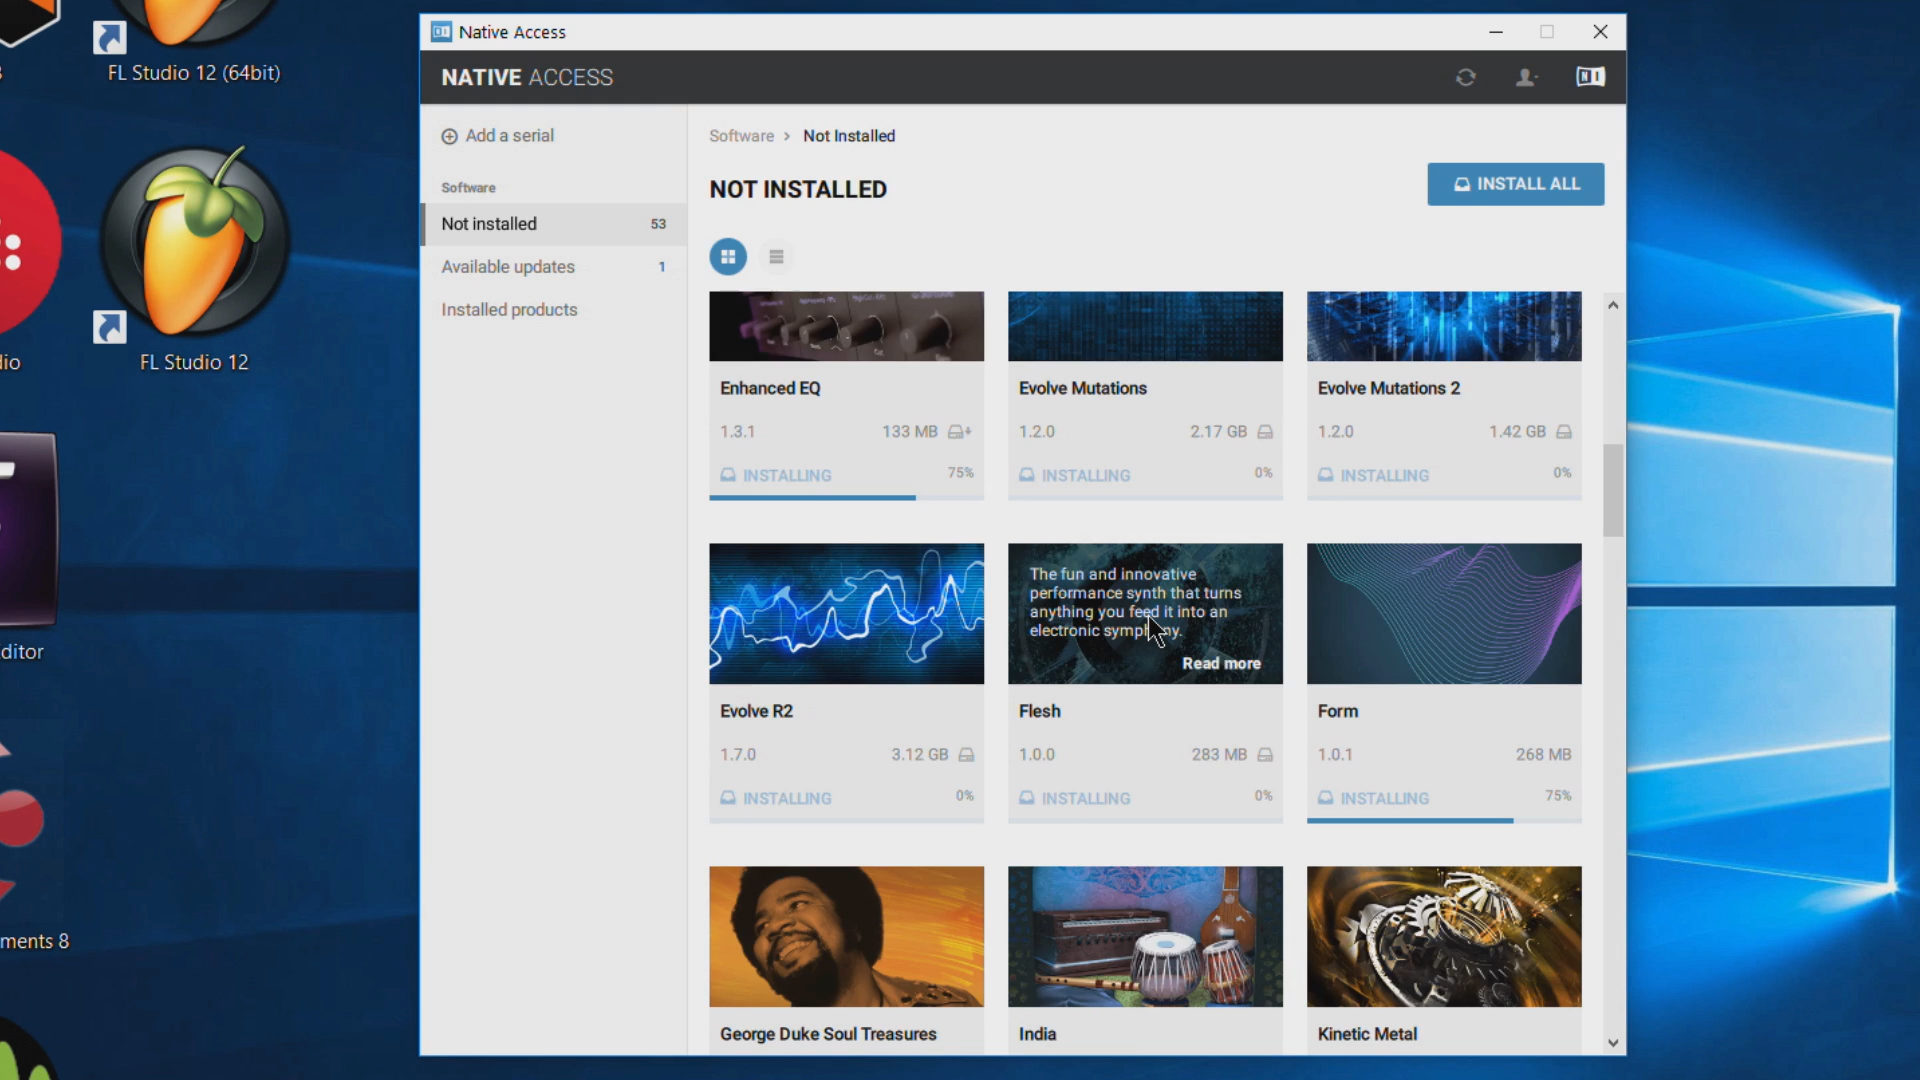 FL Studio 12 (64bit)
FL Studio 12
dio
ditor
ments 8
Native Access
NATIVE ACCESS
NI
Add a serial
Software
Not installed 53
Available updates 1
Installed products
Software > Not Installed
NOT INSTALLED
INSTALL ALL
Enhanced EQ
1.3.1 133 MB
INSTALLING 75%
Evolve Mutations
1.2.0 2.17 GB
INSTALLING 0%
Evolve Mutations 2
1.2.0 1.42 GB
INSTALLING 0%
Evolve R2
1.7.0 3.12 GB
INSTALLING 0%
The fun and innovative
performance synth that turns
anything you feed it into an
electronic symphony.
Read more
Flesh
1.0.0 283 MB
INSTALLING 0%
Form
1.0.1 268 MB
INSTALLING 75%
George Duke Soul Treasures
India
Kinetic Metal